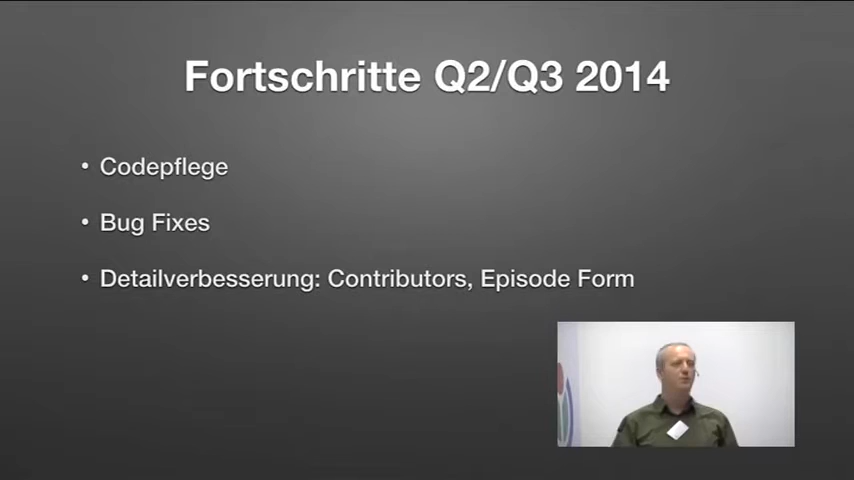 Fortschritte Q2/Q3 2014
• Codepflege
• Bug Fixes
• Detailverbesserung: Contributors, Episode Form